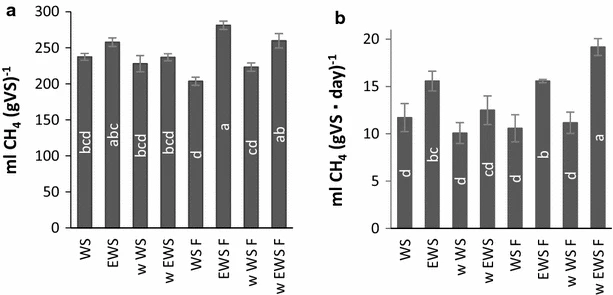 a
ml CH4 (gVS)-1
300
250
200
150
100
50
0
bcd
abc
bcd
bcd
d
a
cd
ab
WS
EWS
w WS
w EWS
WS F
EWS F
w WS F
w EWS F
b
ml CH4 (gVS · day)-1
20
15
10
5
0
d
bc
d
cd
d
b
d
a
WS
EWS
w WS
w EWS
WS F
EWS F
w WS F
w EWS F